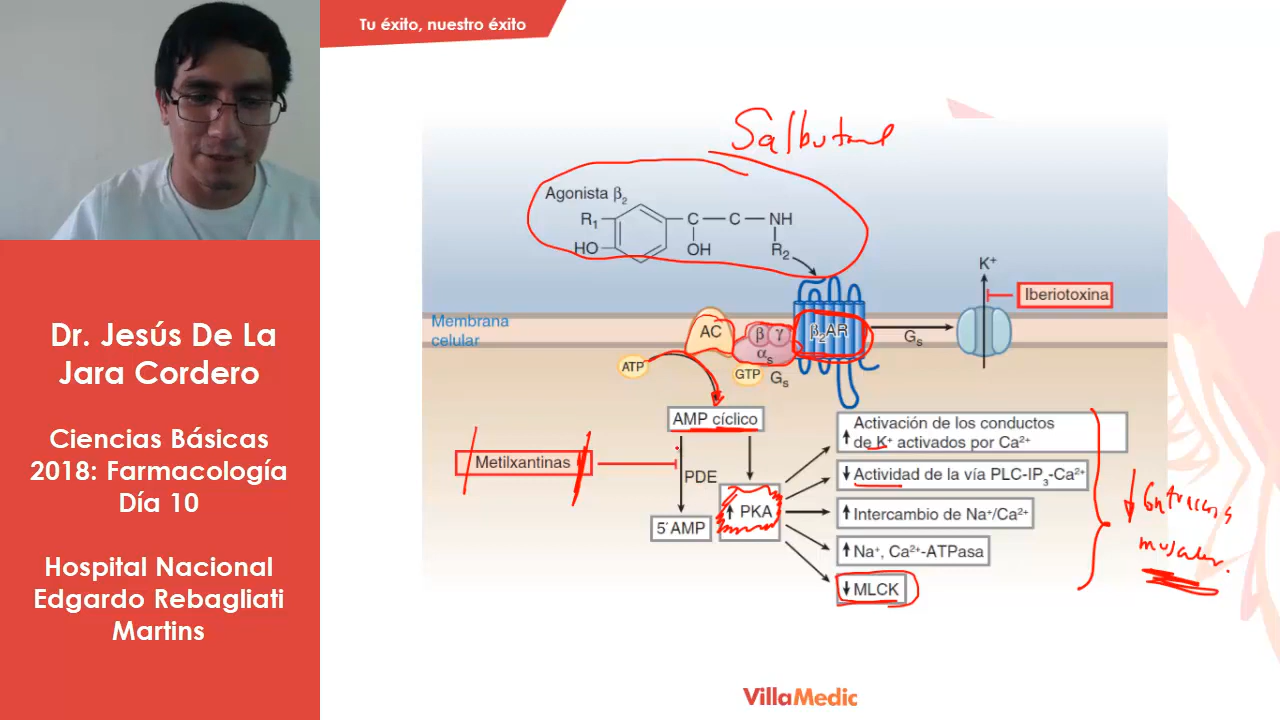 Tu éxito, nuestro éxito
Dr. Jesús De La
Jara Cordero
Ciencias Básicas
2018: Farmacología
Día 10
Hospital Nacional
Edgardo Rebagliati
Martins
Agonista β2
R1
C
C
NH
HO
OH
R2
K+
Iberiotoxina
Membrana
celular
AC
β
γ
αs
β2AR
Gs
ATP
GTP
Gs
AMP cíclico
Metilxantinas
PDE
5'AMP
↑ PKA
↑ Activación de los conductos
de K+ activados por Ca2+
↓ Actividad de la vía PLC-IP3-Ca2+
↑ Intercambio de Na+/Ca2+
↑ Na+, Ca2+-ATPasa
↓ MLCK
VillaMedic